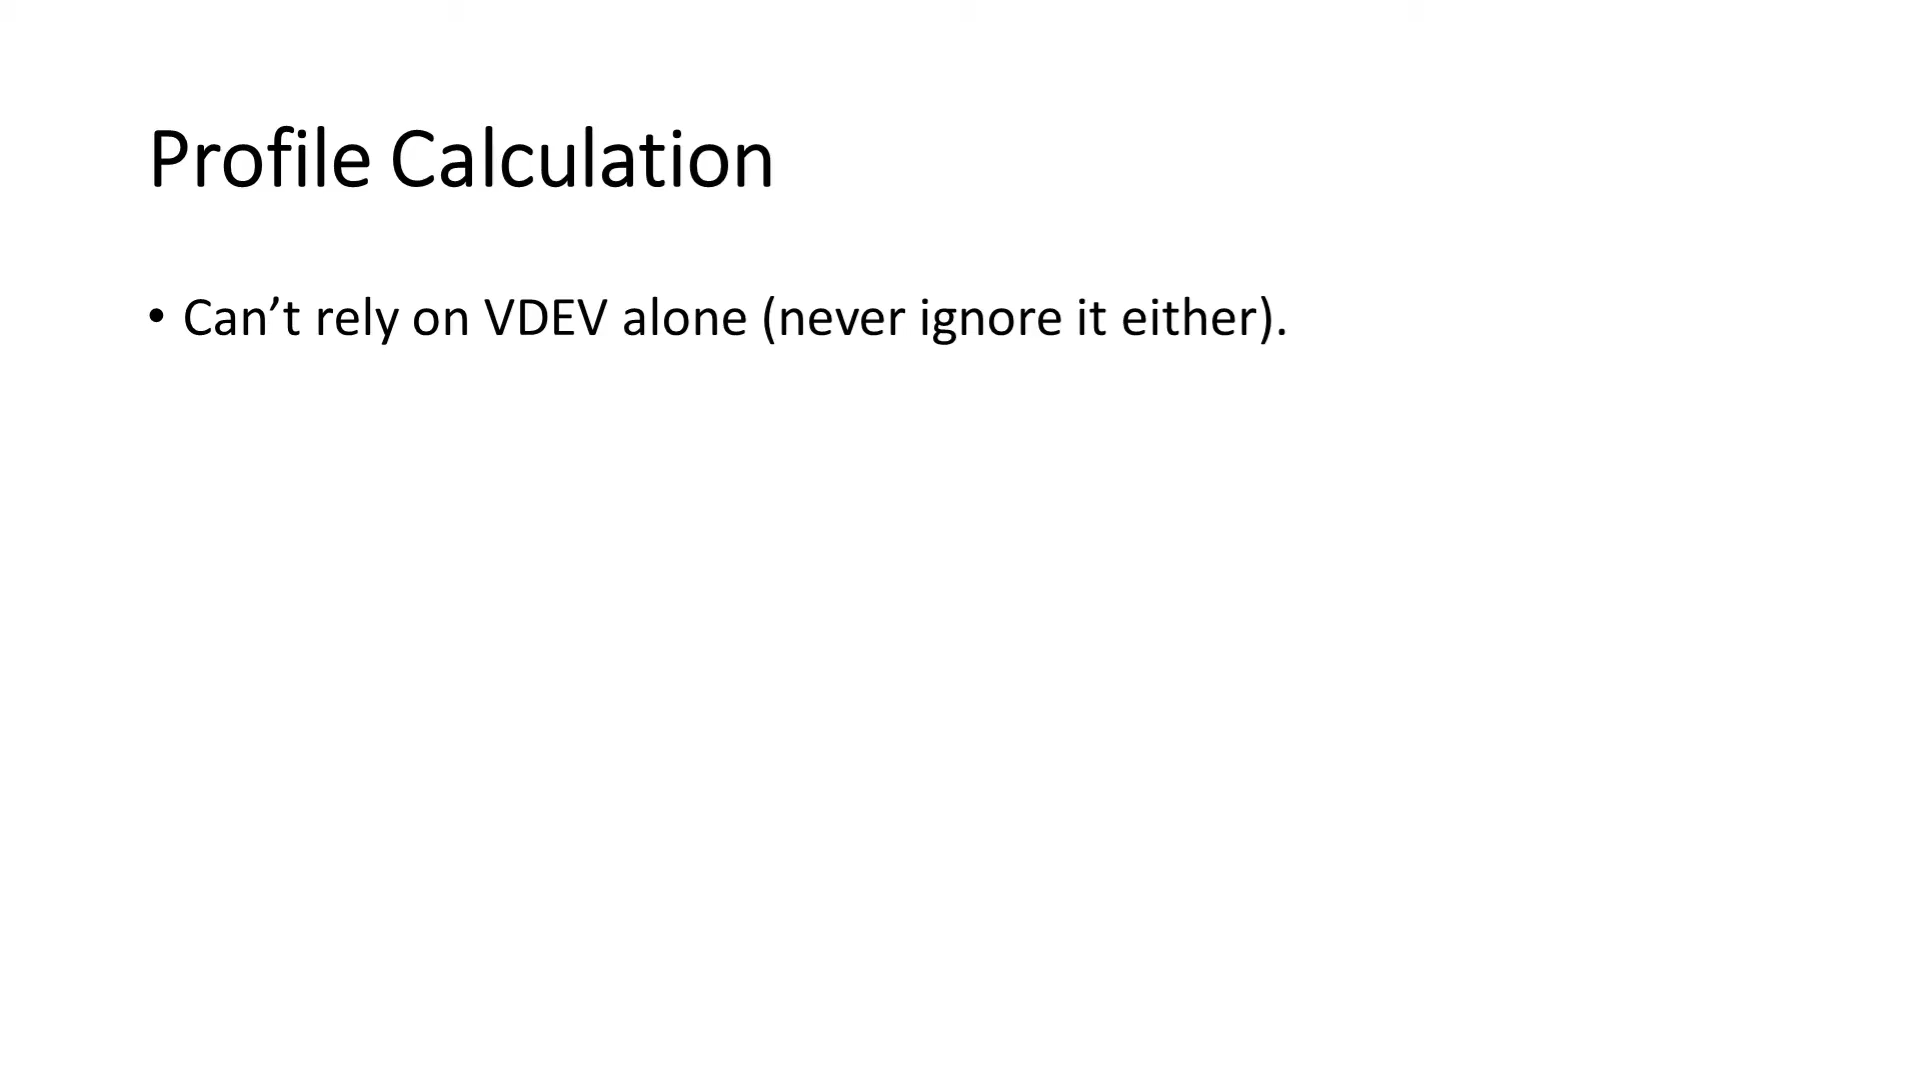 Profile Calculation
• Can’t rely on VDEV alone (never ignore it either).